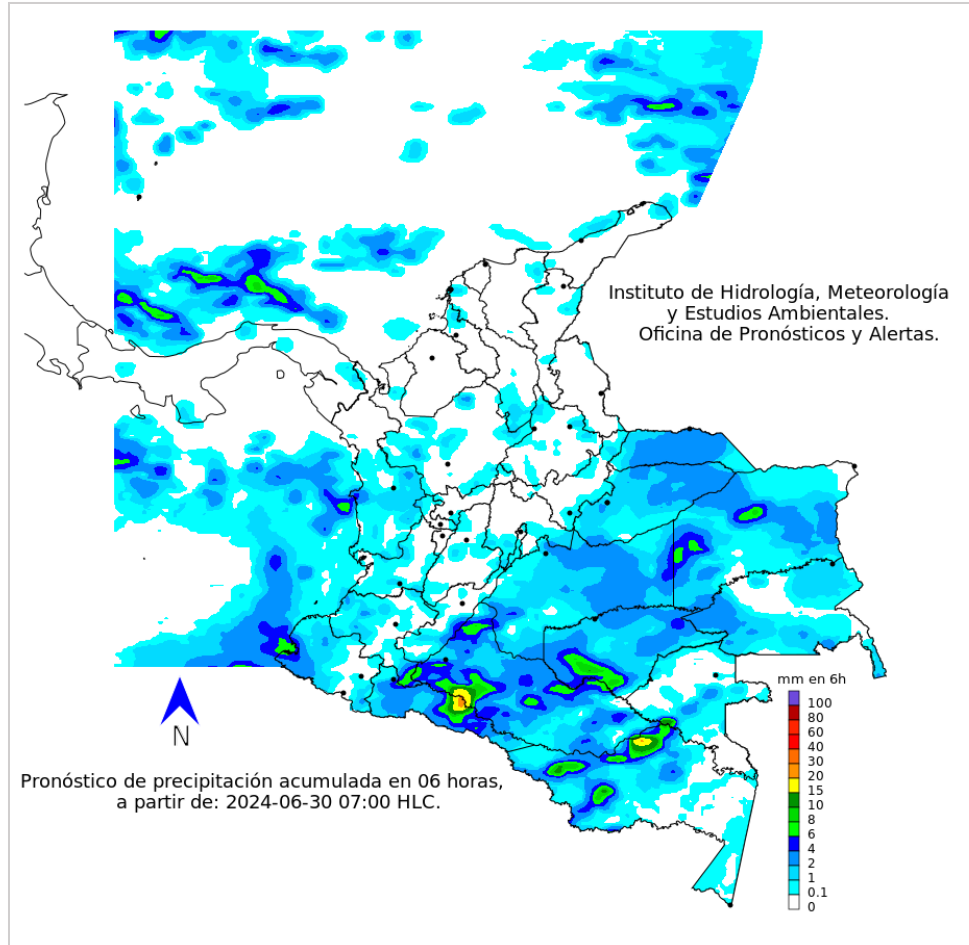 Instituto de Hidrología, Meteorología
y Estudios Ambientales.
Oficina de Pronósticos y Alertas.
mm en 6h
100
80
60
40
30
20
15
10
8
6
4
2
1
0.1
0
N
Pronóstico de precipitación acumulada en 06 horas,
a partir de: 2024-06-30 07:00 HLC.